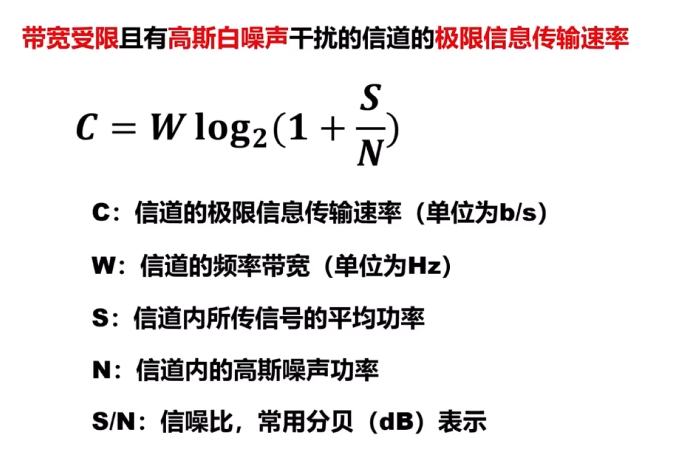 带宽受限且有高斯白噪声干扰的信道的极限信息传输速率
C = W log₂(1 + S/N)
C：信道的极限信息传输速率（单位为b/s）
W：信道的频率带宽（单位为Hz）
S：信道内所传信号的平均功率
N：信道内的高斯噪声功率
S/N：信噪比，常用分贝（dB）表示